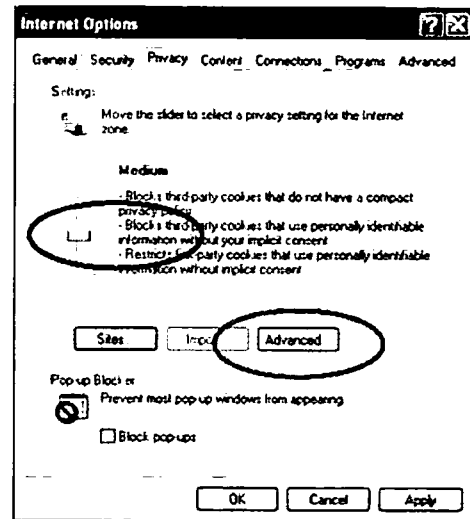 Internet Options
General Security Privacy Content Connections Programs Advanced
Settings
Move the slider to select a privacy setting for the Internet
zone.
Medium
- Blocks third-party cookies that do not have a compact
privacy policy
- Blocks third-party cookies that use personally identifiable
information without your implicit consent
- Restricts first-party cookies that use personally identifiable
information without implicit consent
Sites Import Advanced
Pop-up Blocker
Prevent most pop-up windows from appearing.
Block pop-ups
OK Cancel Apply